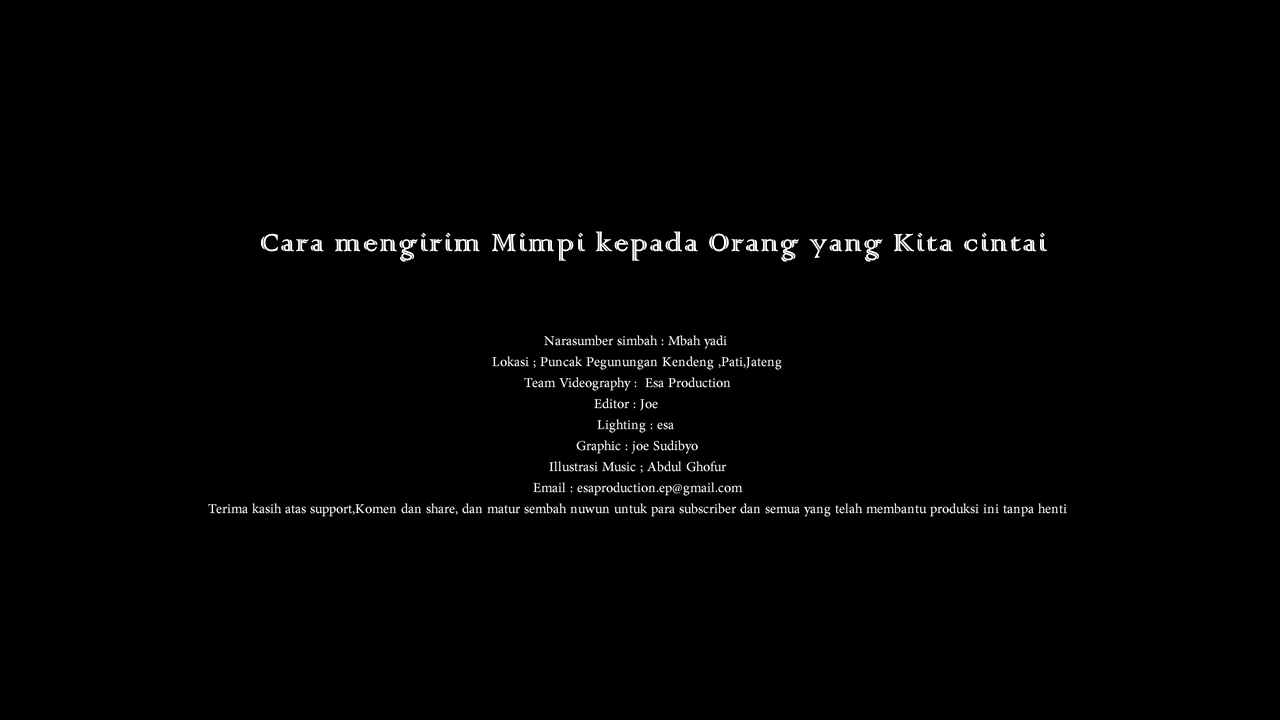 Cara mengirim Mimpi kepada Orang yang Kita cintai
Narasumber simbah : Mbah yadi
Lokasi ; Puncak Pegunungan Kendeng ,Pati,Jateng
Team Videography :  Esa Production
Editor : Joe
Lighting : esa
Graphic : joe Sudibyo
Illustrasi Music ; Abdul Ghofur
Email : esaproduction.ep@gmail.com
Terima kasih atas support,Komen dan share, dan matur sembah nuwun untuk para subscriber dan semua yang telah membantu produksi ini tanpa henti